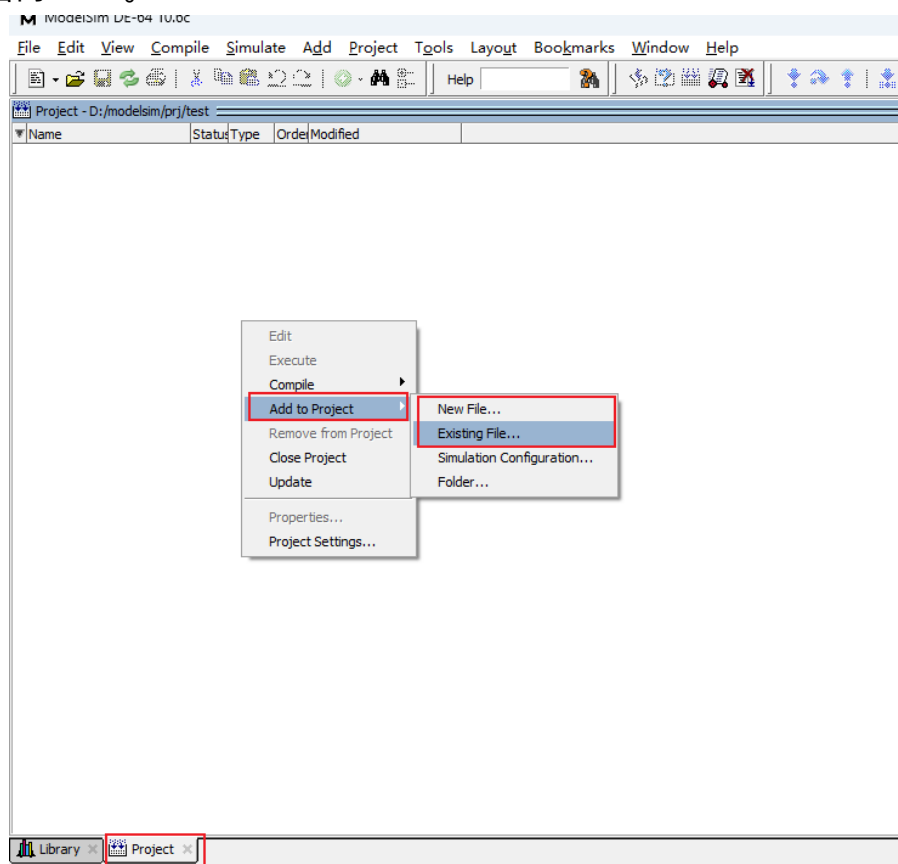 ModelSim DE-64 10.6c
File Edit View Compile Simulate Add Project Tools Layout Bookmarks Window Help
Help
Project - D:/modelsim/prj/test
Name Status Type Orde Modified
Edit
Execute
Compile
Add to Project
New File...
Remove from Project
Existing File...
Close Project
Simulation Configuration...
Update
Folder...
Properties...
Project Settings...
Library
Project